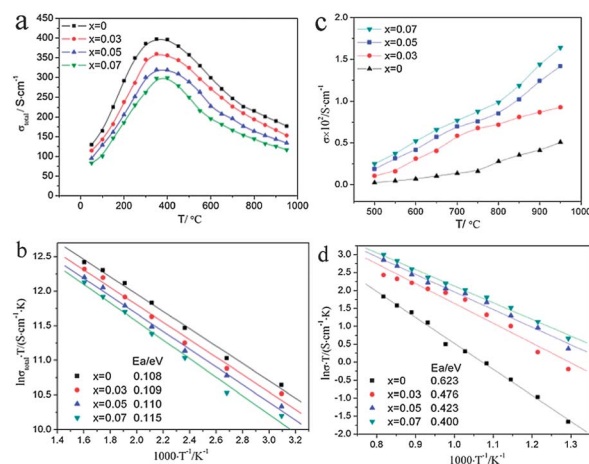 a
x=0
x=0.03
x=0.05
x=0.07
450
400
350
300
250
200
150
100
50
0
σtotal/ S·cm⁻¹
0 200 400 600 800 1000
T/ °C
c
x=0.07
x=0.05
x=0.03
x=0
2.0
1.5
1.0
0.5
0.0
σ×10²/S·cm⁻¹
500 600 700 800 900 1000
T/ °C
b
12.5
12.0
11.5
11.0
10.5
10.0
lnσtotal·T/(S·cm⁻¹·K)
Ea/eV
x=0 0.108
x=0.03 0.109
x=0.05 0.110
x=0.07 0.115
1.4 1.6 1.8 2.0 2.2 2.4 2.6 2.8 3.0 3.2
1000·T⁻¹/K⁻¹
d
3.0
2.5
2.0
1.5
1.0
0.5
0.0
-0.5
-1.0
-1.5
-2.0
lnσ·T/(S·cm⁻¹·K)
Ea/eV
x=0 0.623
x=0.03 0.476
x=0.05 0.423
x=0.07 0.400
0.8 0.9 1.0 1.1 1.2 1.3
1000·T⁻¹/K⁻¹